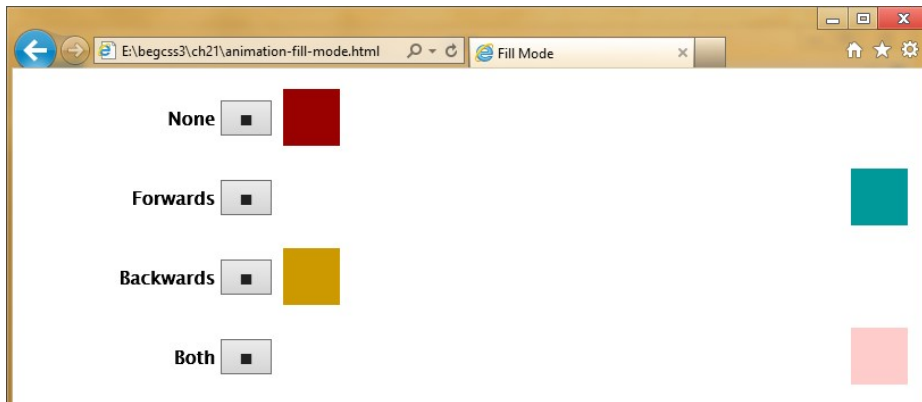 E:\begcss3\ch21\animation-fill-mode.html
Fill Mode
None
Forwards
Backwards
Both